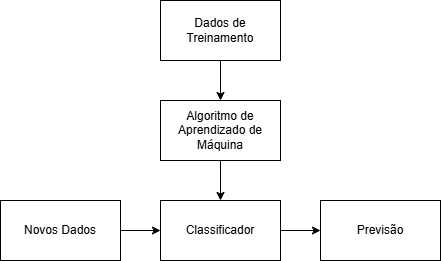 Dados de
Treinamento
Algoritmo de
Aprendizado de
Máquina
Novos Dados
Classificador
Previsão